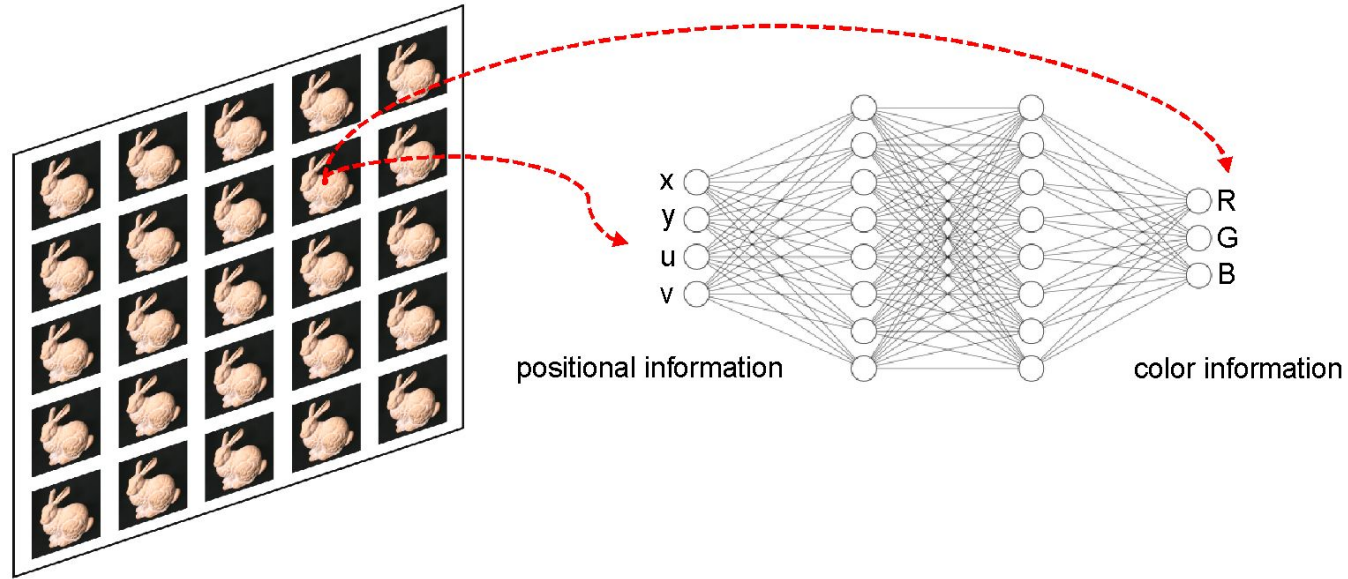 x
y
u
v
R
G
B
positional information
color information